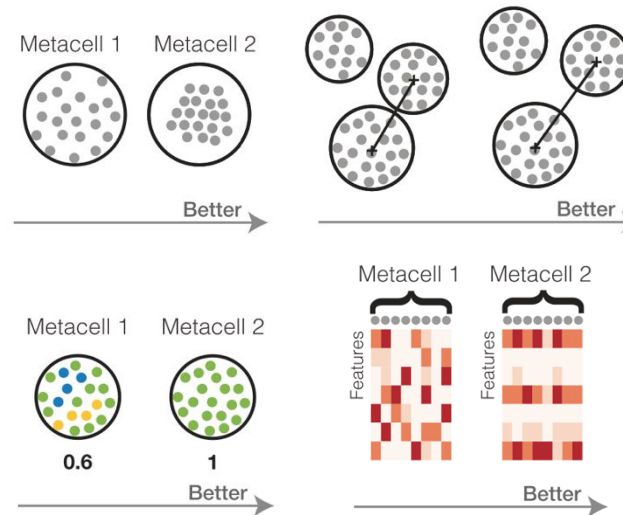 Metacell 1
Metacell 2
Better
Better
Metacell 1
Metacell 2
0.6
1
Better
Metacell 1
Metacell 2
Features
Features
Better